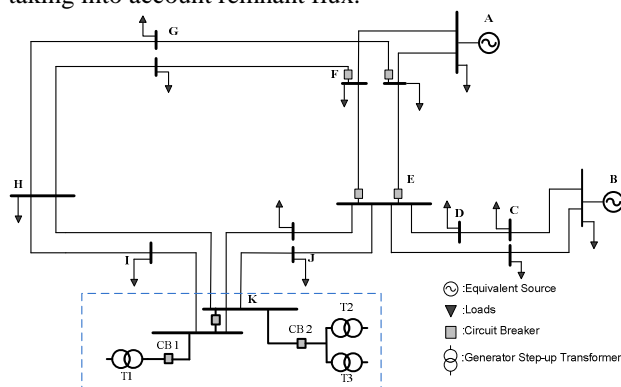 taking into account remnant flux.
A
G
F
H
E
B
D
C
I
J
K
CB 1
CB 2
T1
T2
T3
:Equivalent Source
:Loads
:Circuit Breaker
:Generator Step-up Transformer